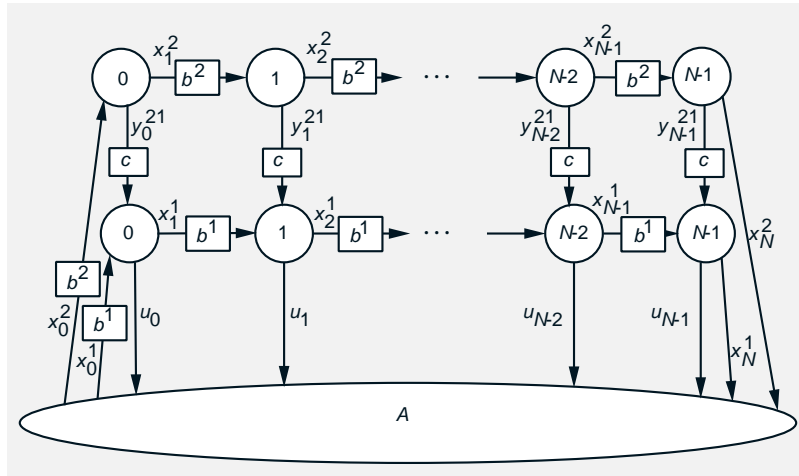 x_1^2 x_2^2 x_{N-1}^2
0 b^2 1 b^2 ... N-2 b^2 N-1
y_0^{21} y_1^{21} y_{N-2}^{21} y_{N-1}^{21}
c c c c
x_1^1 x_2^1 x_{N-1}^1
0 b^1 1 b^1 ... N-2 b^1 N-1
x_N^2
b^2
x_0^2 b^1 u_0 u_1 u_{N-2} u_{N-1}
x_0^1 x_N^1
A